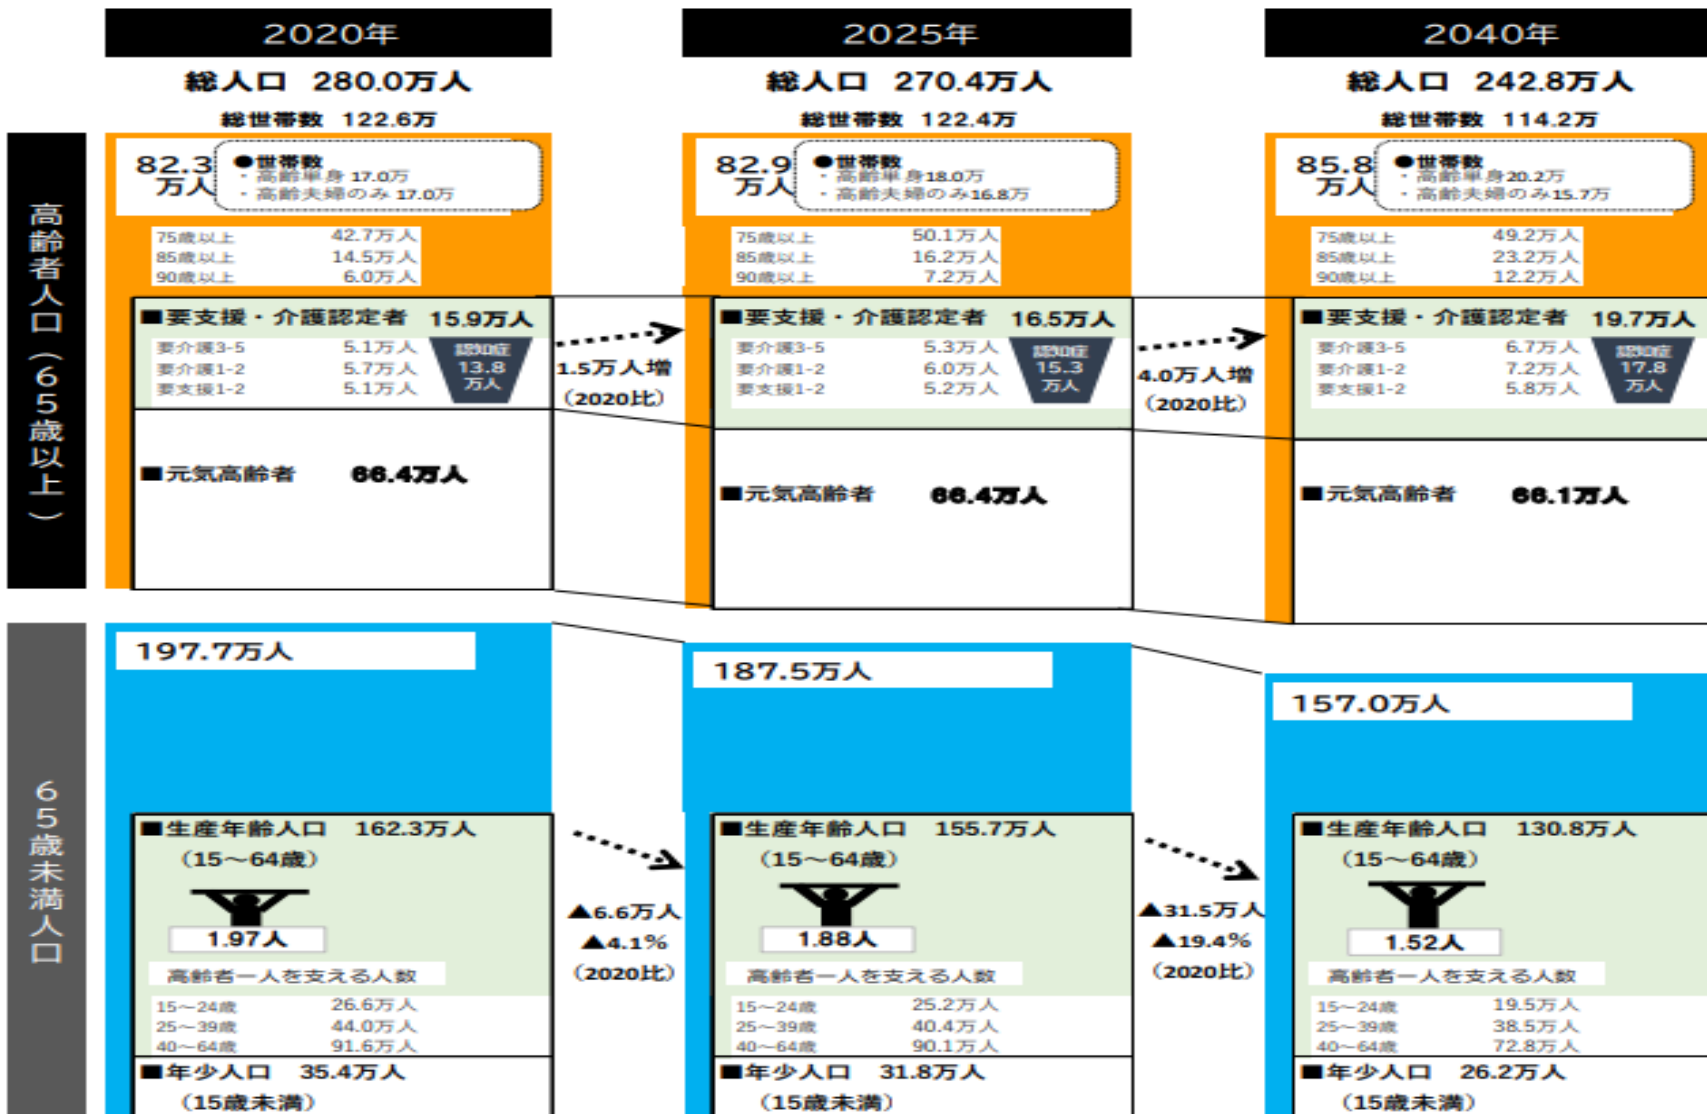 2020年
総人口 280.0万人
総世帯数 122.6万
82.3
万人
●世帯数
・高齢単身 17.0万
・高齢夫婦のみ 17.0万
75歳以上 42.7万人
85歳以上 14.5万人
90歳以上 6.0万人
■要支援・介護認定者 15.9万人
要介護3-5 5.1万人
要介護1-2 5.7万人
要支援1-2 5.1万人
認知症
13.8
万人
■元気高齢者 66.4万人
1.5万人増
(2020比)
2025年
総人口 270.4万人
総世帯数 122.4万
82.9
万人
●世帯数
・高齢単身18.0万
・高齢夫婦のみ16.8万
75歳以上 50.1万人
85歳以上 16.2万人
90歳以上 7.2万人
■要支援・介護認定者 16.5万人
要介護3-5 5.3万人
要介護1-2 6.0万人
要支援1-2 5.2万人
認知症
15.3
万人
■元気高齢者 66.4万人
4.0万人増
(2020比)
2040年
総人口 242.8万人
総世帯数 114.2万
85.8
万人
●世帯数
・高齢単身20.2万
・高齢夫婦のみ15.7万
75歳以上 49.2万人
85歳以上 23.2万人
90歳以上 12.2万人
■要支援・介護認定者 19.7万人
要介護3-5 6.7万人
要介護1-2 7.2万人
要支援1-2 5.8万人
認知症
17.8
万人
■元気高齢者 66.1万人
高齢者人口(65歳以上)
65歳未満人口
197.7万人
■生産年齢人口 162.3万人
(15~64歳)
1.97人
高齢者一人を支える人数
15~24歳 26.6万人
25~39歳 44.0万人
40~64歳 91.6万人
■年少人口 35.4万人
(15歳未満)
▲6.6万人
▲4.1%
(2020比)
187.5万人
■生産年齢人口 155.7万人
(15~64歳)
1.88人
高齢者一人を支える人数
15~24歳 25.2万人
25~39歳 40.4万人
40~64歳 90.1万人
■年少人口 31.8万人
(15歳未満)
▲31.5万人
▲19.4%
(2020比)
157.0万人
■生産年齢人口 130.8万人
(15~64歳)
1.52人
高齢者一人を支える人数
15~24歳 19.5万人
25~39歳 38.5万人
40~64歳 72.8万人
■年少人口 26.2万人
(15歳未満)